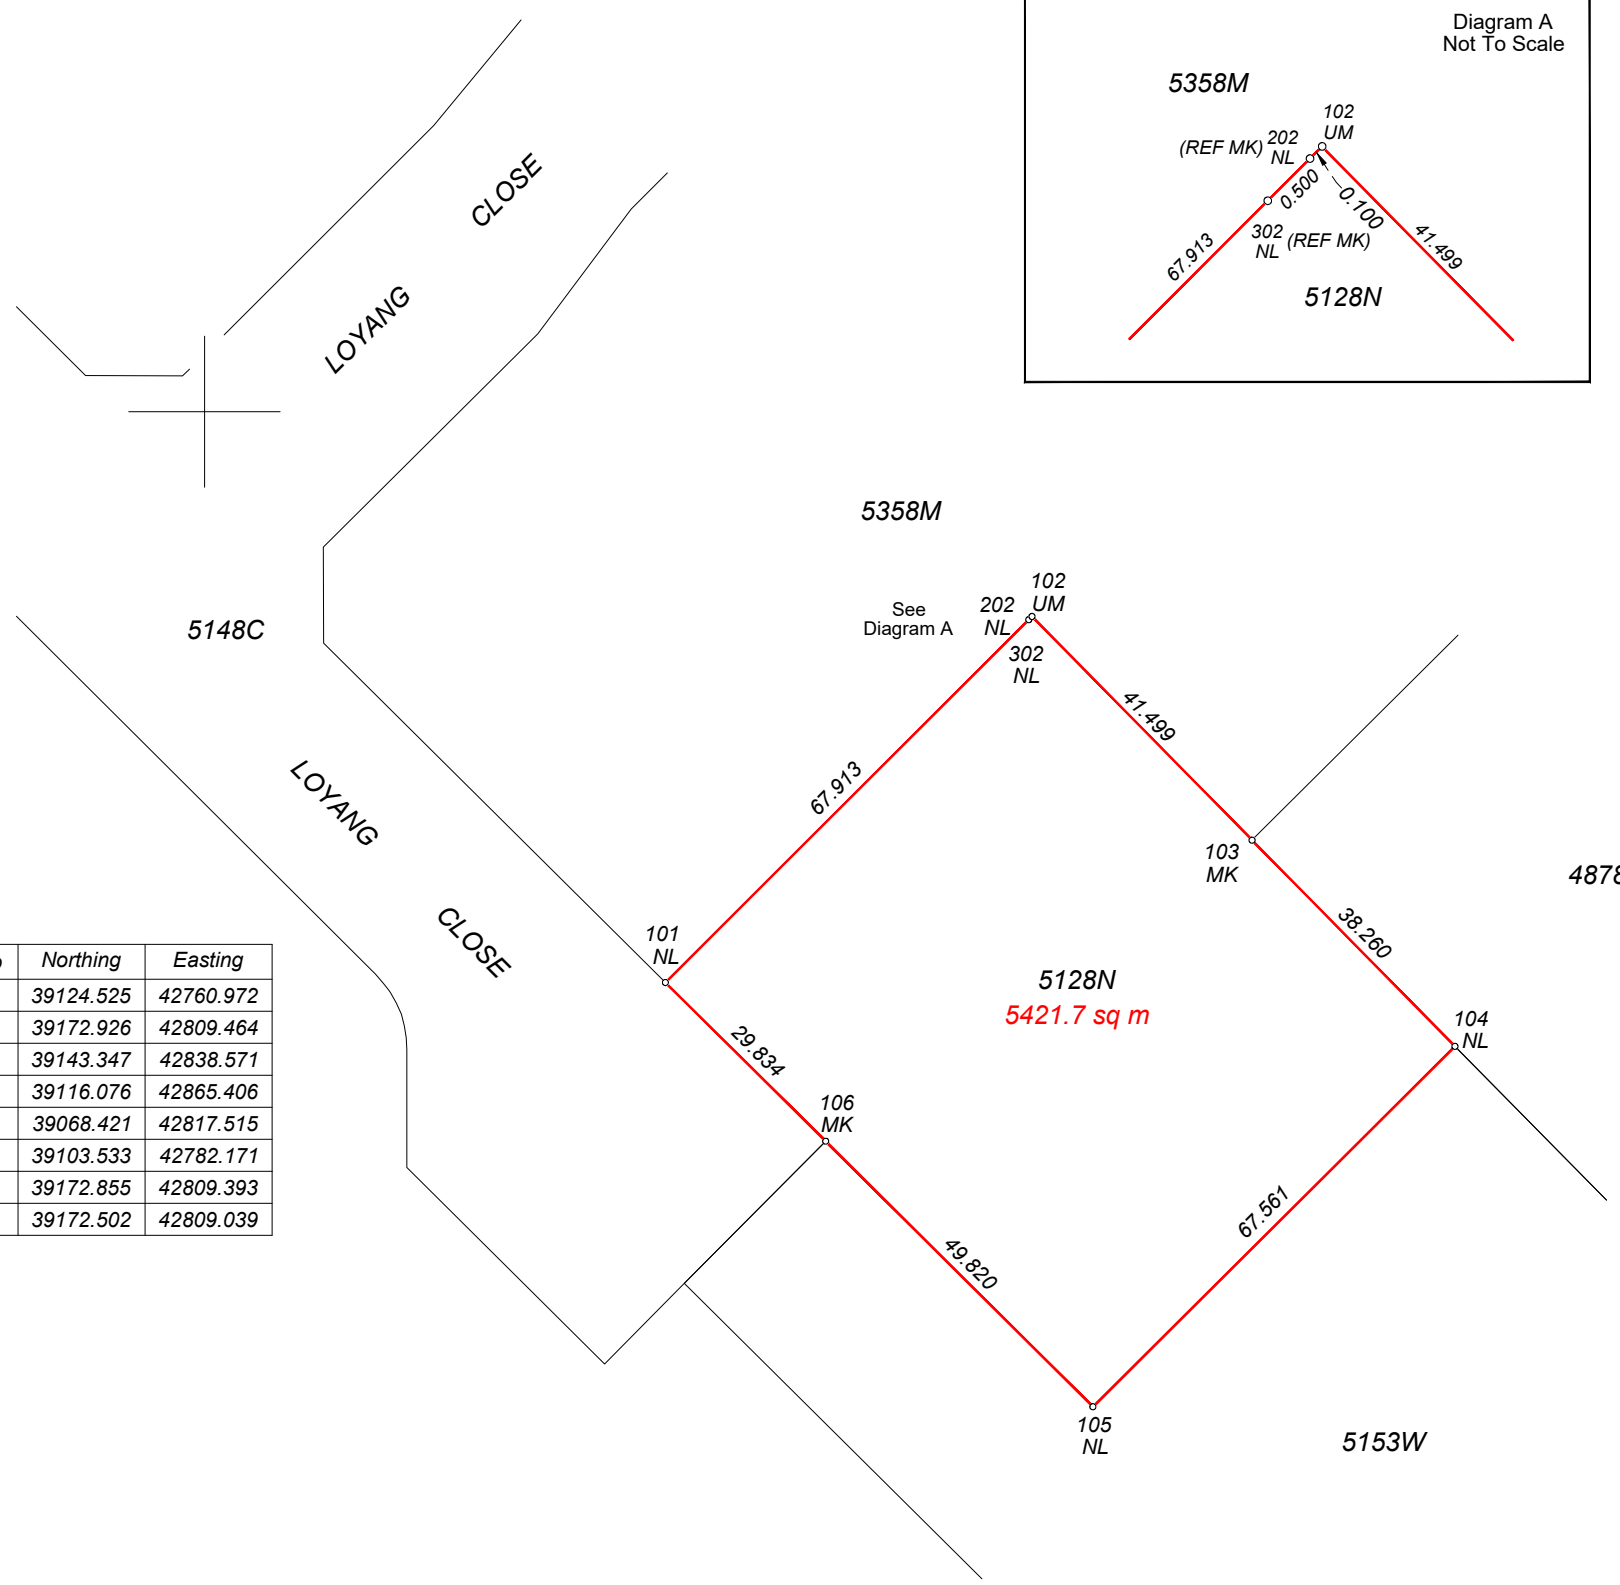 Diagram A
Not To Scale
5358M
102
UM
(REF MK)
202
NL
0.500
0.100
302
NL
(REF MK)
67.913
41.499
5128N
CLOSE
LOYANG
5358M
5148C
See
Diagram A
202
NL
102
UM
302
NL
41.499
67.913
LOYANG
CLOSE
103
MK
4878
38.260
101
NL
5128N
5421.7 sq m
104
NL
29.834
106
MK
67.561
49.820
105
NL
5153W
Northing Easting
39124.525 42760.972
39172.926 42809.464
39143.347 42838.571
39116.076 42865.406
39068.421 42817.515
39103.533 42782.171
39172.855 42809.393
39172.502 42809.039